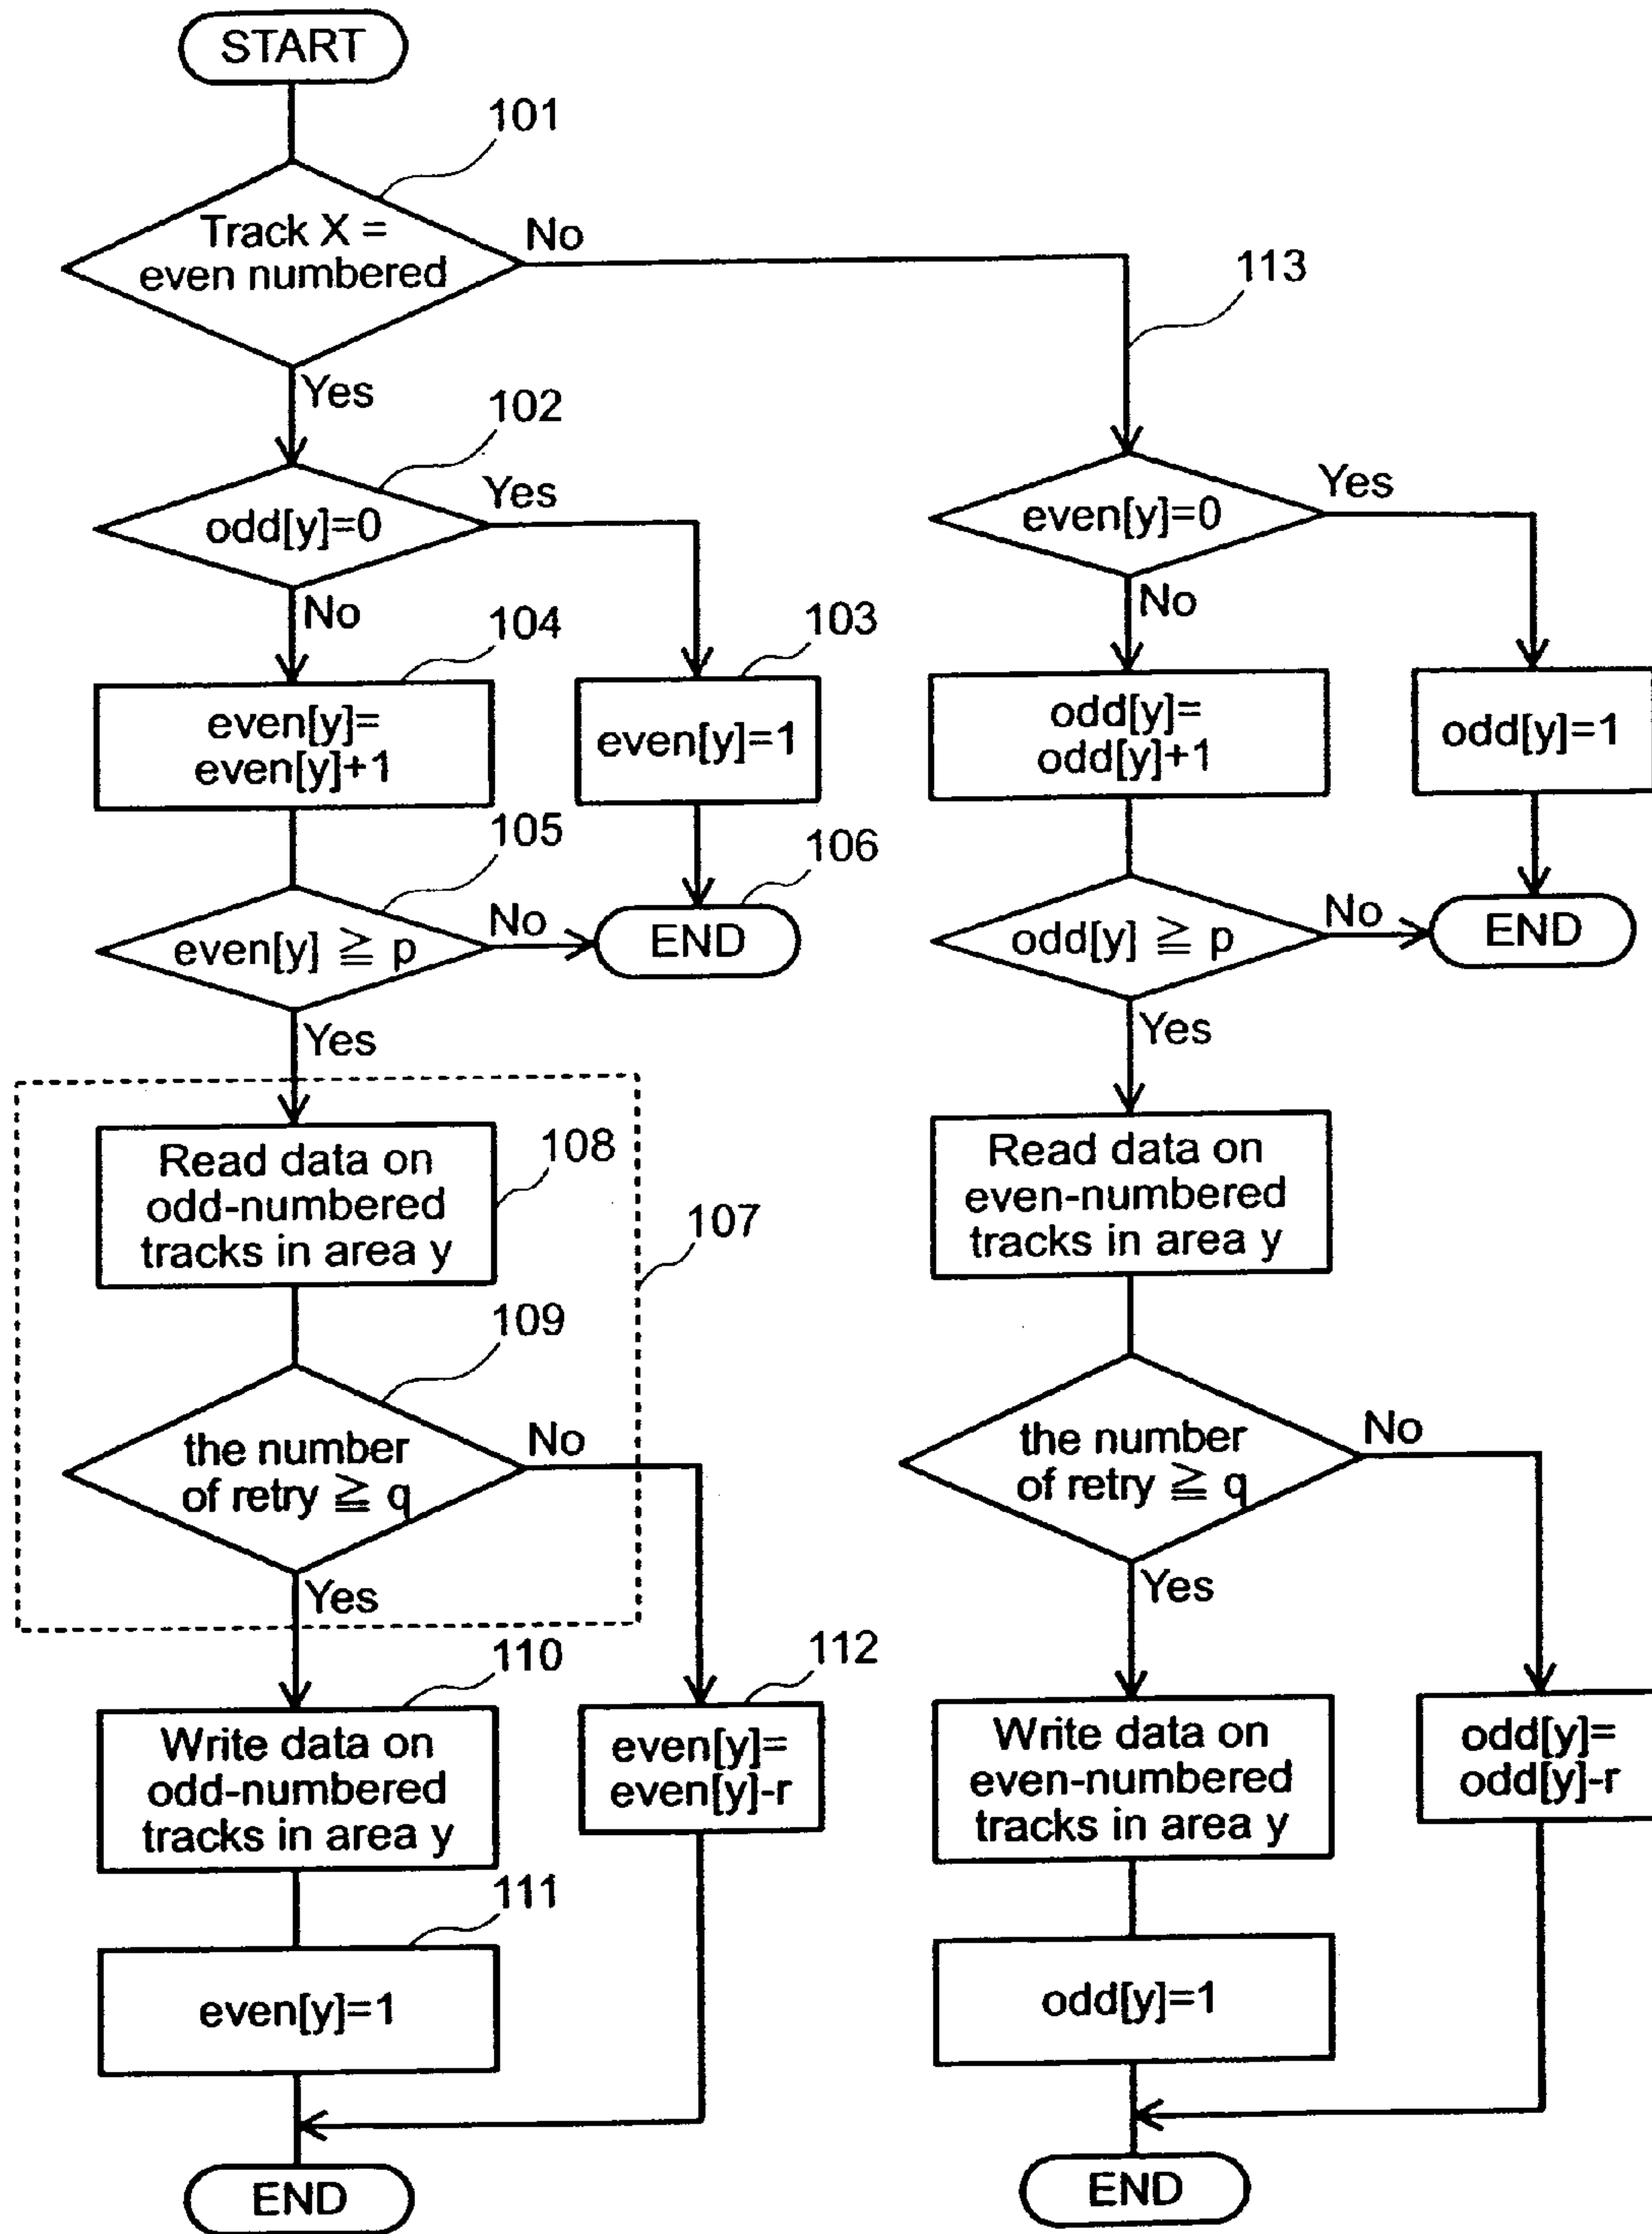 START
101
Track X =
even numbered
No
113
Yes
102
odd[y]=0
Yes
No
104
even[y]=
even[y]+1
103
even[y]=1
105
even[y] ≧ p
No
106
END
Yes
108
Read data on
odd-numbered
tracks in area y
107
109
the number
of retry ≧ q
No
Yes
110
Write data on
odd-numbered
tracks in area y
112
even[y]=
even[y]-r
111
even[y]=1
END
even[y]=0
Yes
No
odd[y]=
odd[y]+1
odd[y]=1
odd[y] ≧ p
No
END
Yes
Read data on
even-numbered
tracks in area y
the number
of retry ≧ q
No
Yes
Write data on
even-numbered
tracks in area y
odd[y]=
odd[y]-r
odd[y]=1
END